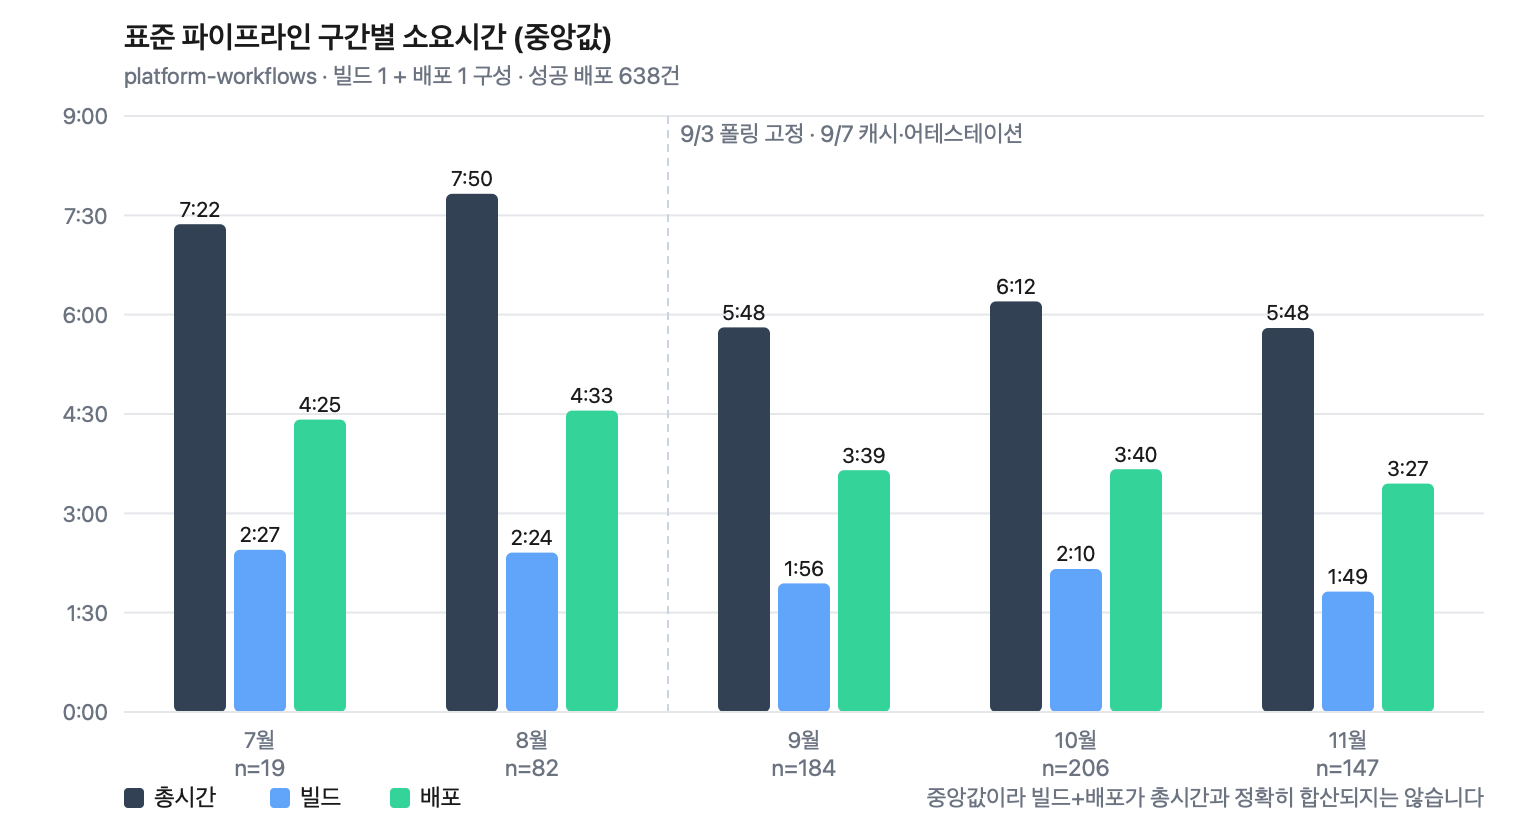 표준 파이프라인 구간별 소요시간 (중앙값)
platform-workflows · 빌드 1 + 배포 1 구성 · 성공 배포 638건
9:00
9/3 폴링 고정 · 9/7 캐시·어테스테이션
7:30
6:00
4:30
3:00
1:30
0:00
7:22
2:27
4:25
7:50
2:24
4:33
5:48
1:56
3:39
6:12
2:10
3:40
5:48
1:49
3:27
7월
n=19
8월
n=82
9월
n=184
10월
n=206
11월
n=147
총시간
빌드
배포
중앙값이라 빌드+배포가 총시간과 정확히 합산되지는 않습니다